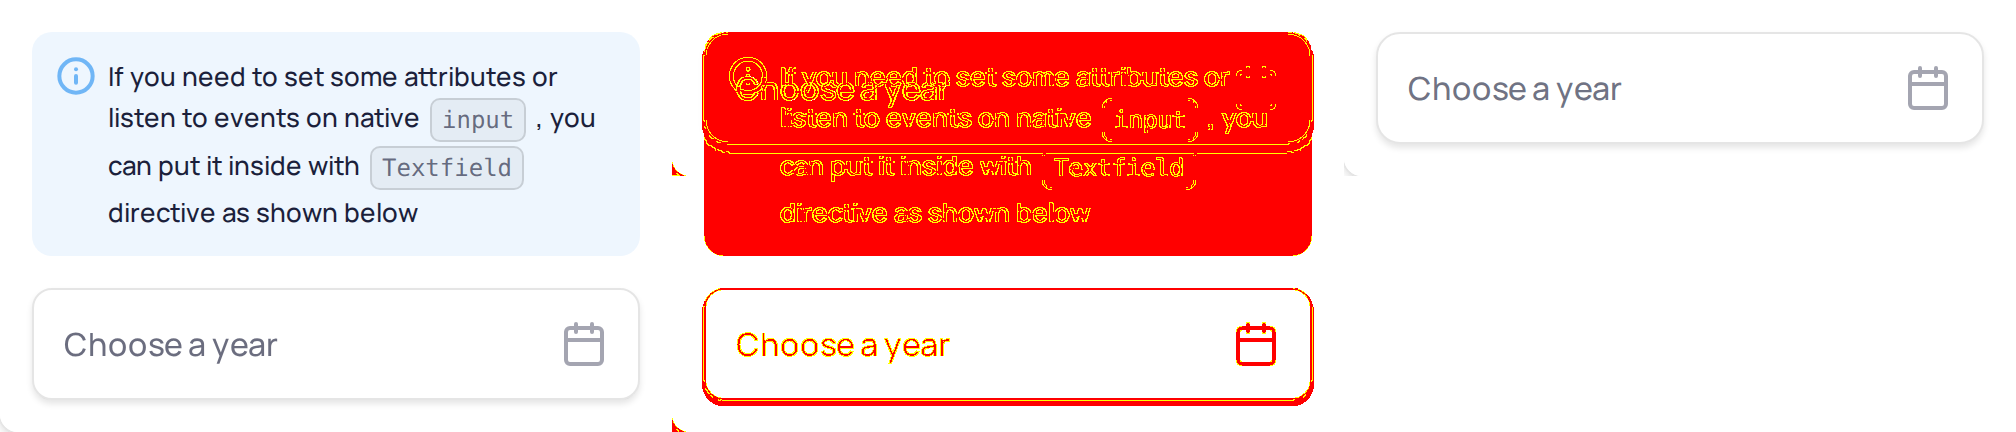 If you need to set some attributes or
listen to events on native input , you
can put it inside with Textfield
directive as shown below
Choose a year
If you need to set some attributes or
Choose a year
listen to events on native input , you
can put it inside with Textfield
directive as shown below
Choose a year
Choose a year